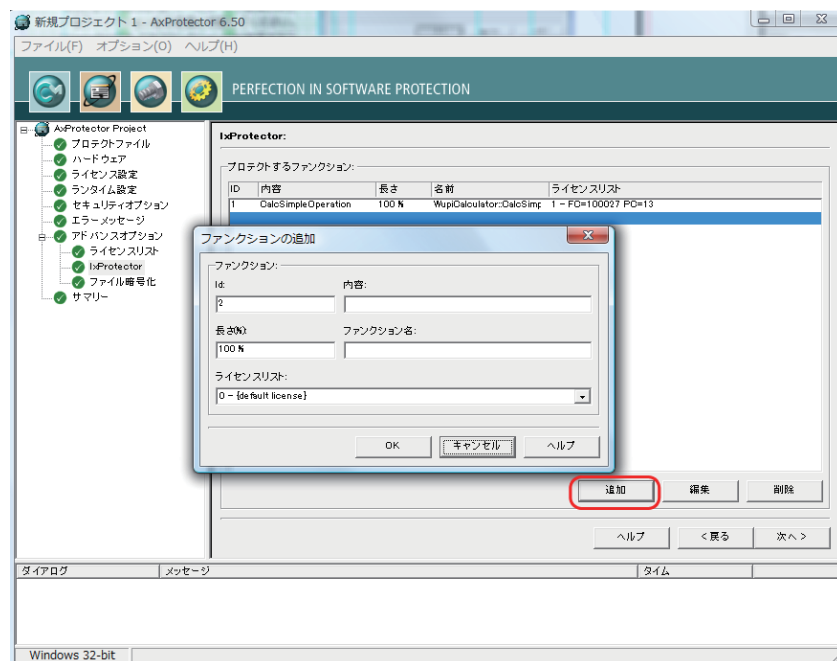 新規プロジェクト 1 - AxProtector 6.50
ファイル(F) オプション(O) ヘルプ(H)
PERFECTION IN SOFTWARE PROTECTION
AxProtector Project
プロテクトファイル
ハードウェア
ライセンス設定
ランタイム設定
セキュリティオプション
エラーメッセージ
アドバンスオプション
ライセンスリスト
IxProtector
ファイル暗号化
サマリー
IxProtector:
プロテクトするファンクション:
ID 内容 長さ 名前 ライセンスリスト
1 CalcSimpleOperation 100 % WupiCalculator::CalcSimp 1 - FC=100027 PC=13
ファンクションの追加
ファンクション:
Id: 内容:
2
長さ(%): ファンクション名:
100 %
ライセンスリスト:
0 - {default license}
OK キャンセル ヘルプ
追加 編集 削除
ヘルプ <戻る 次へ >
ダイアログ メッセージ タイム
Windows 32-bit